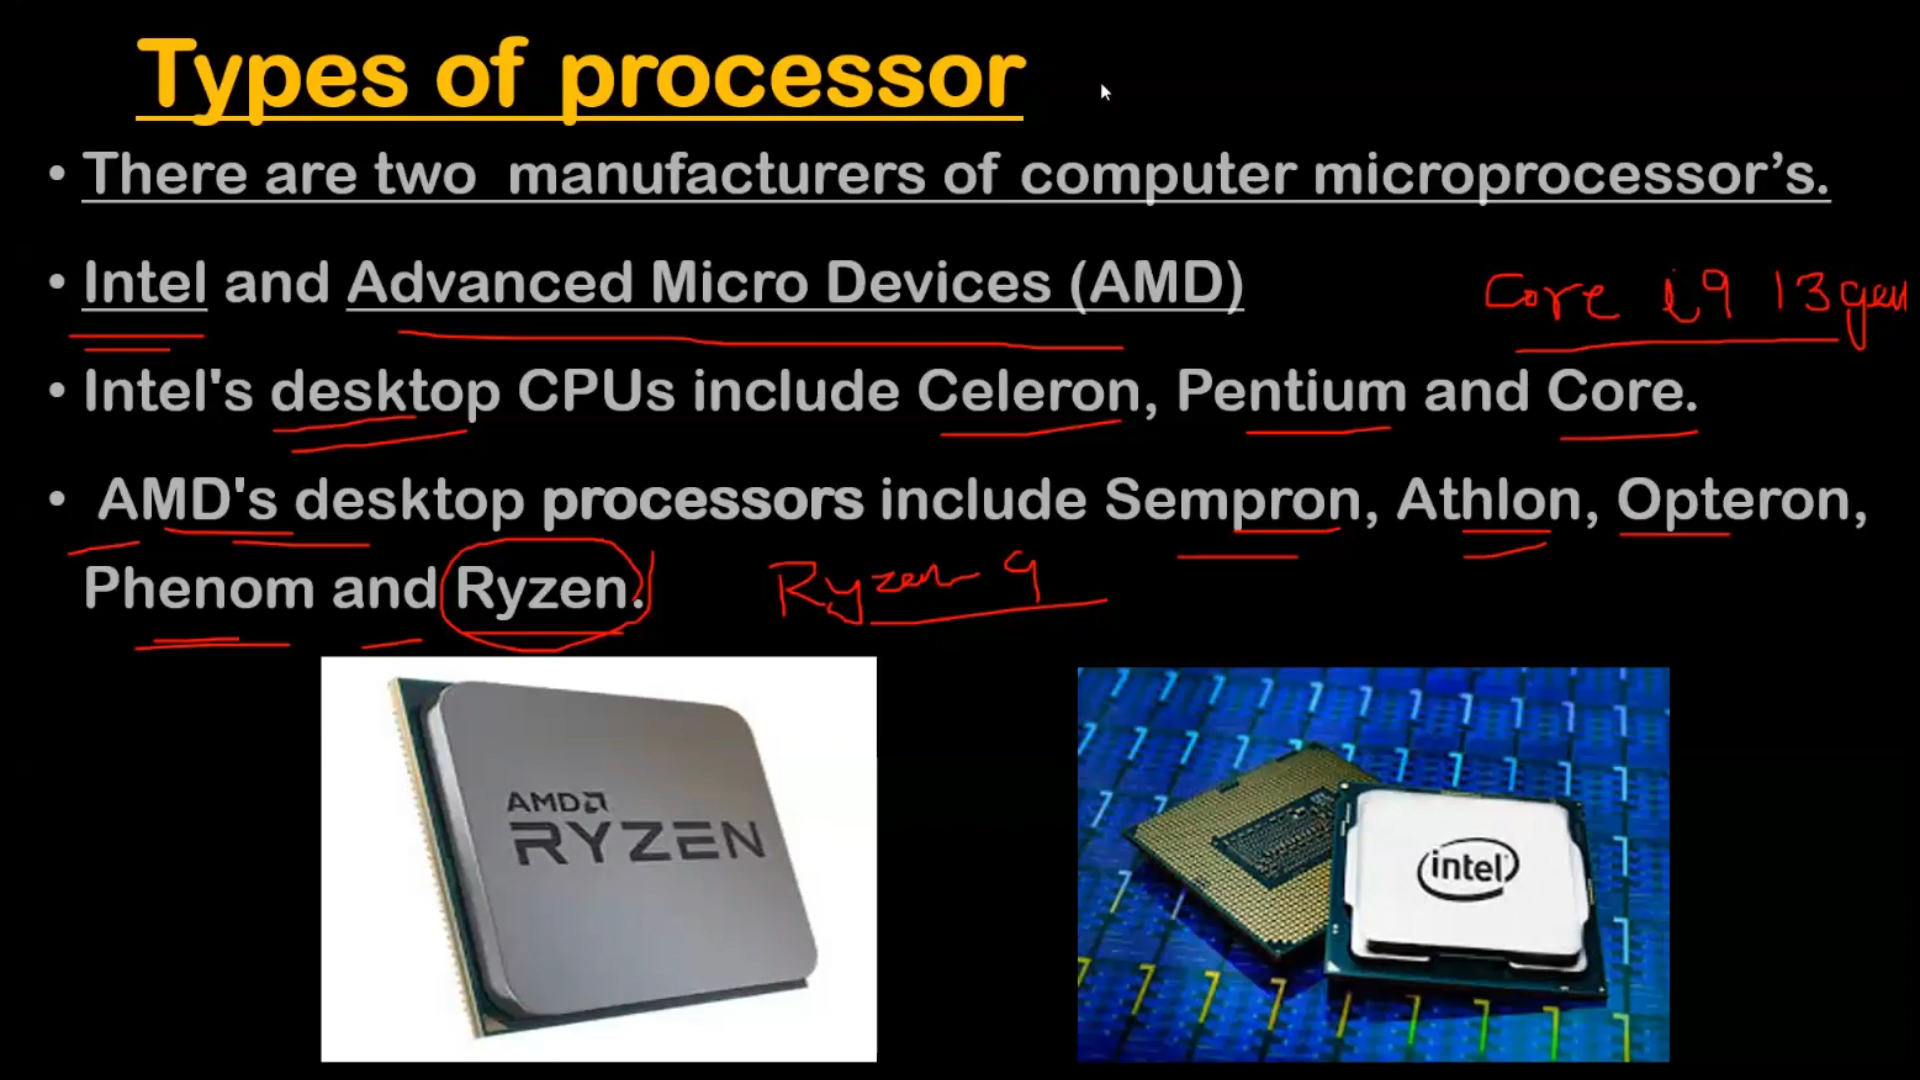 Types of processor
• There are two manufacturers of computer microprocessor’s.
• Intel and Advanced Micro Devices (AMD)
Core i9 13gen
• Intel's desktop CPUs include Celeron, Pentium and Core.
• AMD's desktop processors include Sempron, Athlon, Opteron,
Phenom and Ryzen.
Ryzen 9
AMD
RYZEN
intel